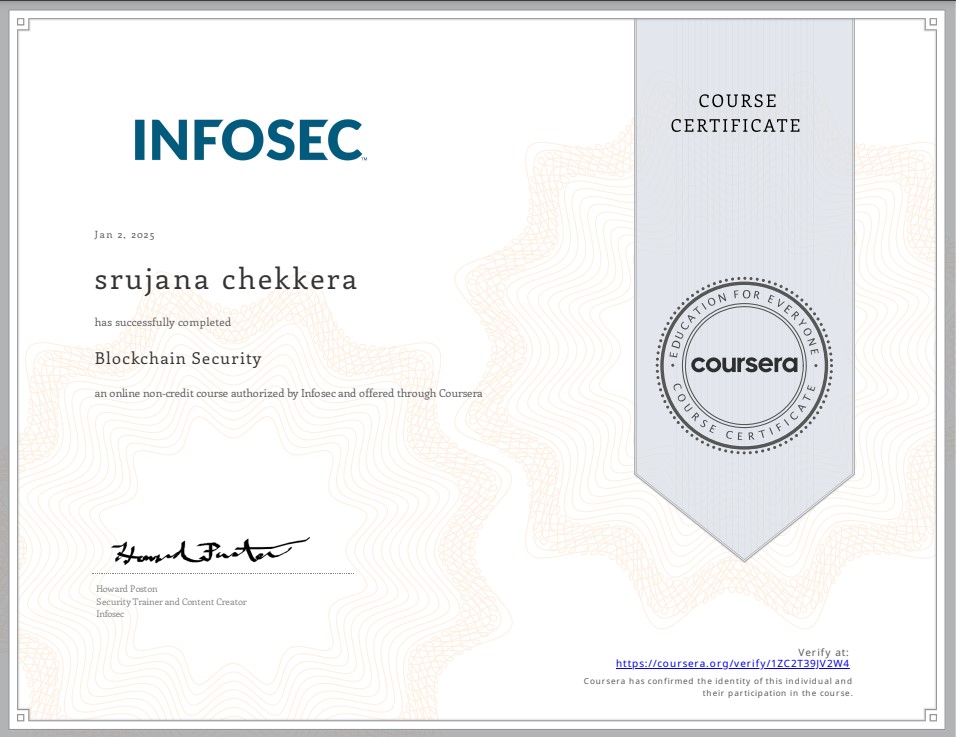 INFOSEC™
COURSE
CERTIFICATE
Jan 2, 2025
srujana chekkera
has successfully completed
Blockchain Security
an online non-credit course authorized by Infosec and offered through Coursera
EDUCATION FOR EVERYONE
coursera
COURSE CERTIFICATE
Howard Poston
Howard Poston
Security Trainer and Content Creator
Infosec
Verify at:
https://coursera.org/verify/1ZC2T39JV2W4
Coursera has confirmed the identity of this individual and
their participation in the course.